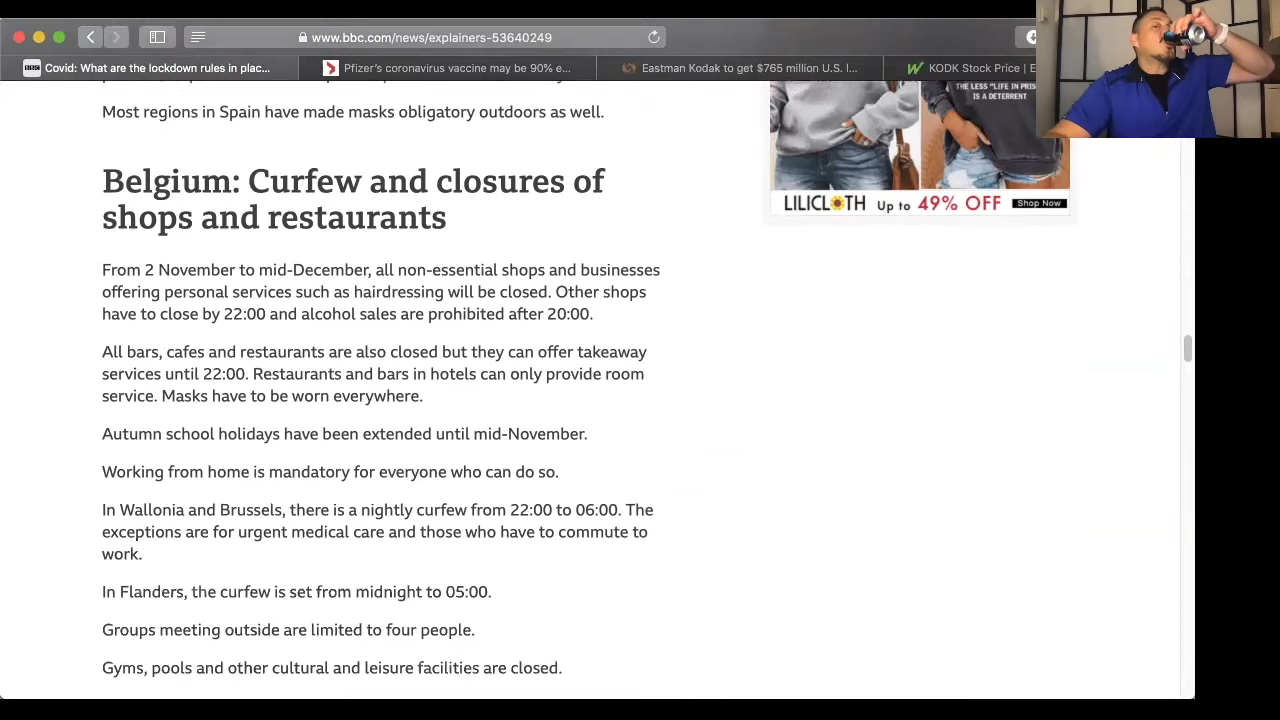 www.bbc.com/news/explainers-53640249
BBC Covid: What are the lockdown rules in plac...
Pfizer's coronavirus vaccine may be 90% e...
Eastman Kodak to get $765 million U.S. l...
KODK Stock Price | E
Most regions in Spain have made masks obligatory outdoors as well.
THE LESS "LIFE IN PRIS
IS A DETERRENT
LILICLOTH Up to 49% OFF Shop Now
Belgium: Curfew and closures of
shops and restaurants
From 2 November to mid-December, all non-essential shops and businesses
offering personal services such as hairdressing will be closed. Other shops
have to close by 22:00 and alcohol sales are prohibited after 20:00.
All bars, cafes and restaurants are also closed but they can offer takeaway
services until 22:00. Restaurants and bars in hotels can only provide room
service. Masks have to be worn everywhere.
Autumn school holidays have been extended until mid-November.
Working from home is mandatory for everyone who can do so.
In Wallonia and Brussels, there is a nightly curfew from 22:00 to 06:00. The
exceptions are for urgent medical care and those who have to commute to
work.
In Flanders, the curfew is set from midnight to 05:00.
Groups meeting outside are limited to four people.
Gyms, pools and other cultural and leisure facilities are closed.